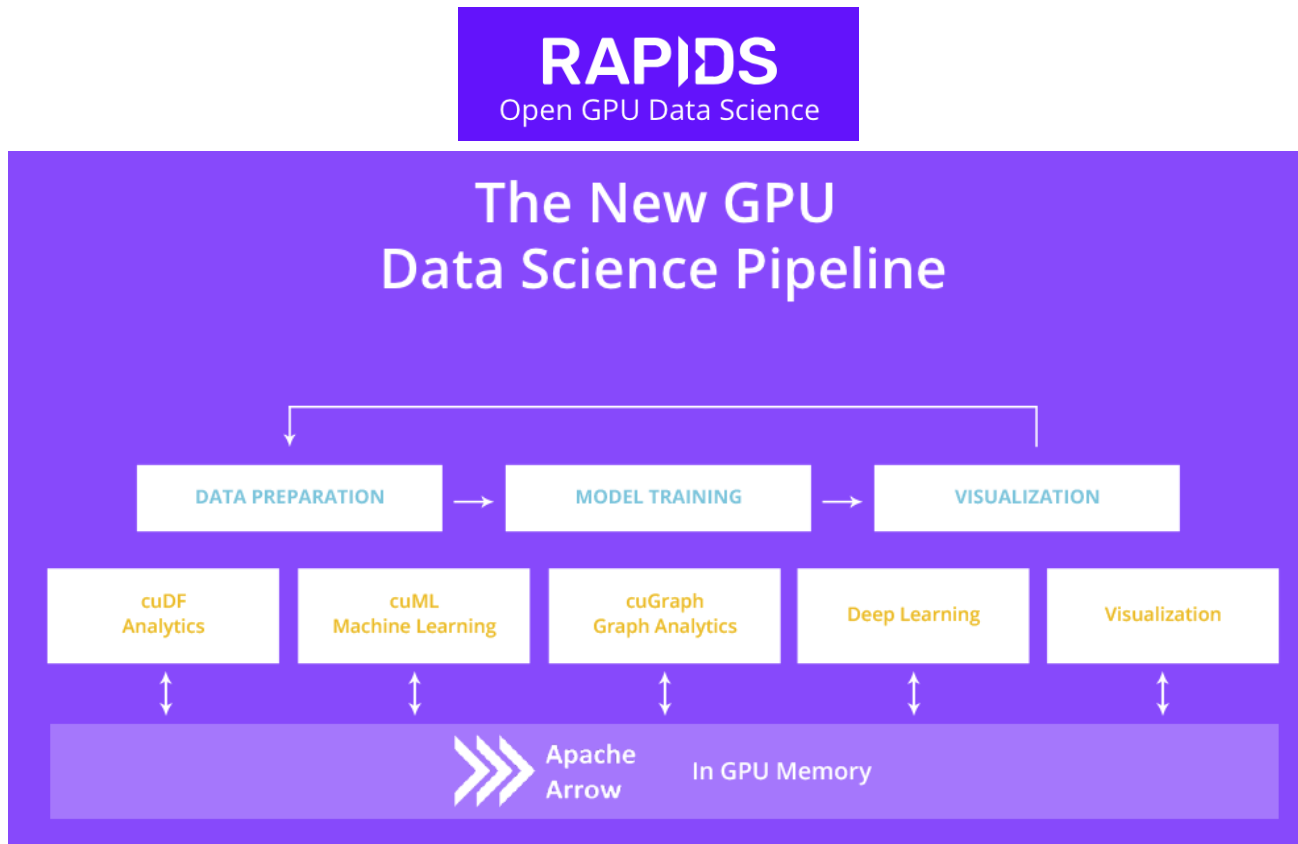 RAPIDS
Open GPU Data Science
The New GPU
Data Science Pipeline
DATA PREPARATION
MODEL TRAINING
VISUALIZATION
cuDF
Analytics
cuML
Machine Learning
cuGraph
Graph Analytics
Deep Learning
Visualization
Apache
Arrow
In GPU Memory